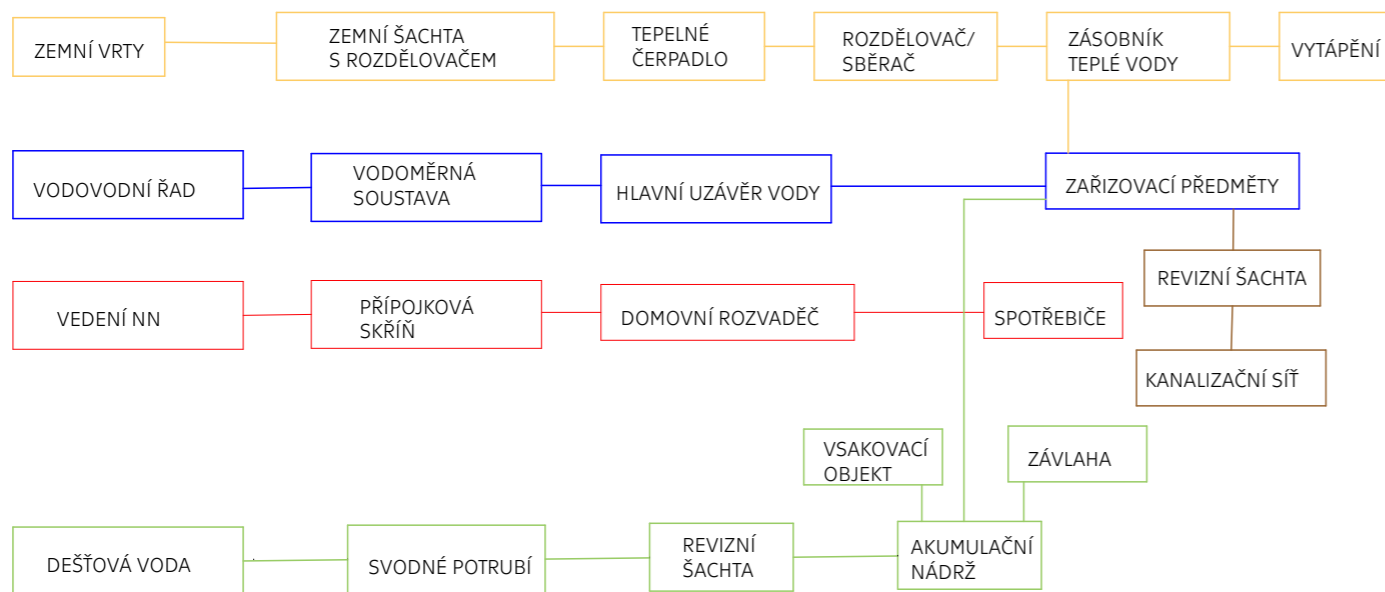 ZEMNÍ VRTY
ZEMNÍ ŠACHTA
S ROZDĚLOVAČEM
TEPELNÉ
ČERPADLO
ROZDĚLOVAČ/
SBĚRAČ
ZÁSOBNÍK
TEPLÉ VODY
VYTÁPĚNÍ
VODOVODNÍ ŘAD
VODOMĚRNÁ
SOUSTAVA
HLAVNÍ UZÁVĚR VODY
ZAŘIZOVACÍ PŘEDMĚTY
REVIZNÍ ŠACHTA
KANALIZAČNÍ SÍŤ
VEDENÍ NN
PŘÍPOJKOVÁ
SKŘÍŇ
DOMOVNÍ ROZVADĚČ
SPOTŘEBIČE
VSAKOVACÍ
OBJEKT
ZÁVLAHA
DEŠŤOVÁ VODA
SVODNÉ POTRUBÍ
REVIZNÍ
ŠACHTA
AKUMULAČNÍ
NÁDRŽ